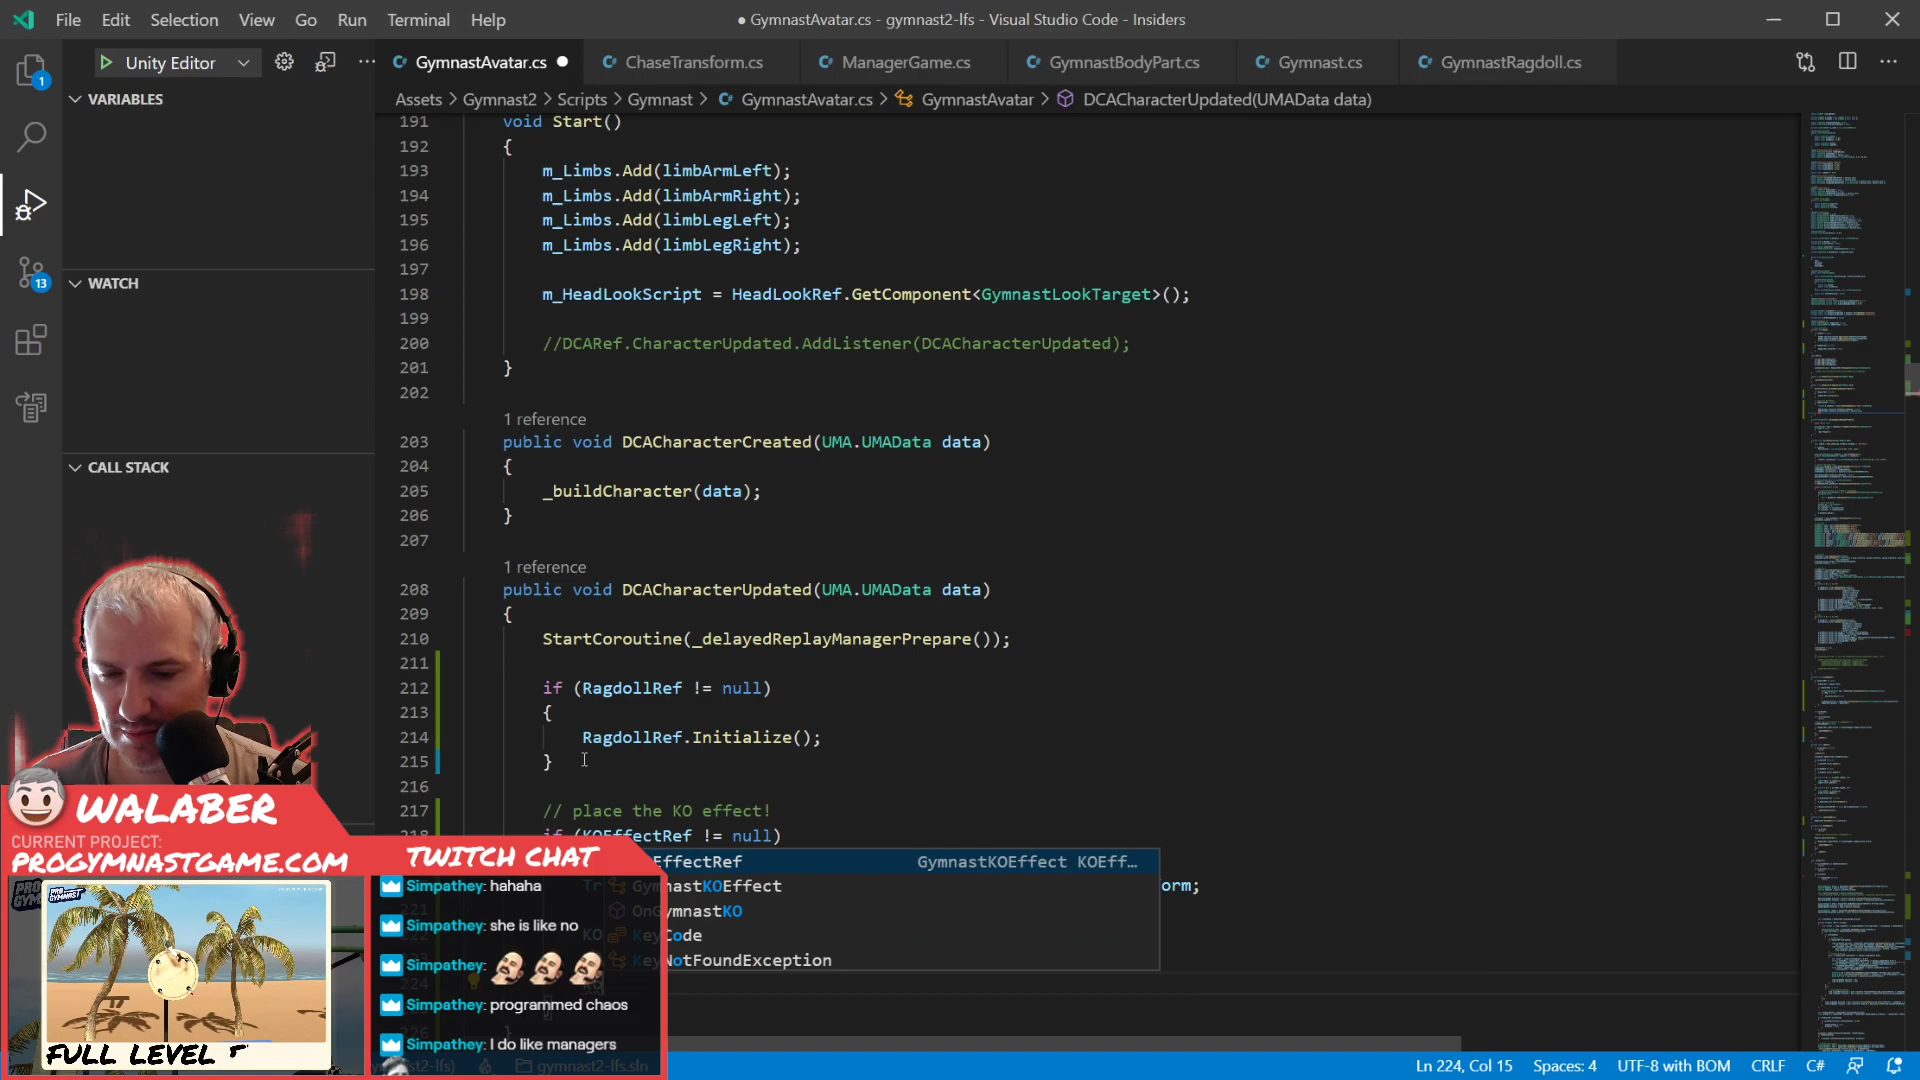 File Edit Selection View Go Run Terminal Help
● GymnastAvatar.cs - gymnast2-lfs - Visual Studio Code - Insiders
Unity Editor
GymnastAvatar.cs ChaseTransform.cs ManagerGame.cs GymnastBodyPart.cs Gymnast.cs GymnastRagdoll.cs
Assets > Gymnast2 > Scripts > Gymnast > GymnastAvatar.cs > GymnastAvatar > DCACharacterUpdated(UMAData data)
1
13
VARIABLES
WATCH
CALL STACK
191 void Start()
192 {
193 m_Limbs.Add(limbArmLeft);
194 m_Limbs.Add(limbArmRight);
195 m_Limbs.Add(limbLegLeft);
196 m_Limbs.Add(limbLegRight);
197
198 m_HeadLookScript = HeadLookRef.GetComponent<GymnastLookTarget>();
199
200 //DCARef.CharacterUpdated.AddListener(DCACharacterUpdated);
201 }
202
1 reference
203 public void DCACharacterCreated(UMA.UMAData data)
204 {
205 _buildCharacter(data);
206 }
207
1 reference
208 public void DCACharacterUpdated(UMA.UMAData data)
209 {
210 StartCoroutine(_delayedReplayManagerPrepare());
211
212 if (RagdollRef != null)
213 {
214 RagdollRef.Initialize();
215 }
216
217 // place the KO effect!
218 if (KOEffectRef != null)
EffectRef GymnastKOEffect KOEff…
GymnastKOEffect
orm;
OnGymnastKO
KeyCode
KeyNotFoundException
WALABER
CURRENT PROJECT:
PROGYMNASTGAME.COM
PRO GYMNAST
FULL LEVEL
TWITCH CHAT
Simpathey: hahaha
Simpathey: she is like no
Simpathey:
Simpathey: programmed chaos
Simpathey: I do like managers
gymnast2-lfs.sln
Ln 224, Col 15 Spaces: 4 UTF-8 with BOM CRLF C#